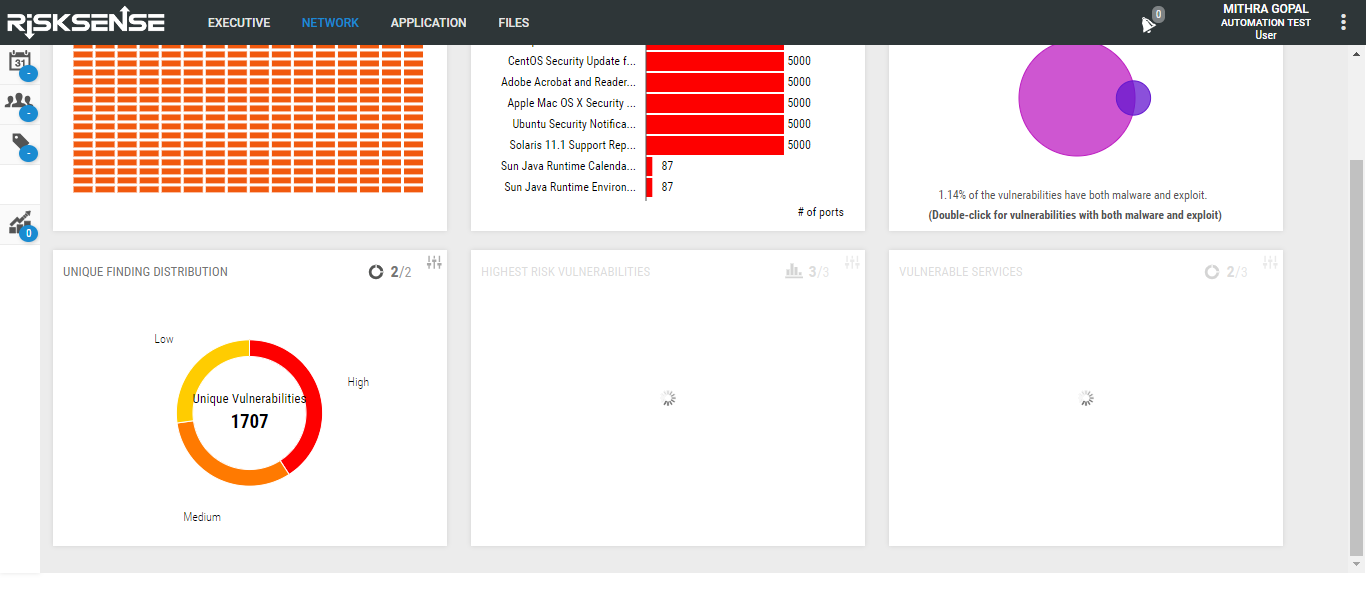 RiSKSENSE
EXECUTIVE
NETWORK
APPLICATION
FILES
0
MITHRA GOPAL
AUTOMATION TEST
User
31
-
-
-
0
CentOS Security Update f... 5000
Adobe Acrobat and Reader... 5000
Apple Mac OS X Security ... 5000
Ubuntu Security Notifica... 5000
Solaris 11.1 Support Rep... 5000
Sun Java Runtime Calenda... 87
Sun Java Runtime Environ... 87
# of ports
1.14% of the vulnerabilities have both malware and exploit.
(Double-click for vulnerabilities with both malware and exploit)
UNIQUE FINDING DISTRIBUTION
2/2
Low
High
Unique Vulnerabilities
1707
Medium
HIGHEST RISK VULNERABILITIES
3/3
VULNERABLE SERVICES
2/3